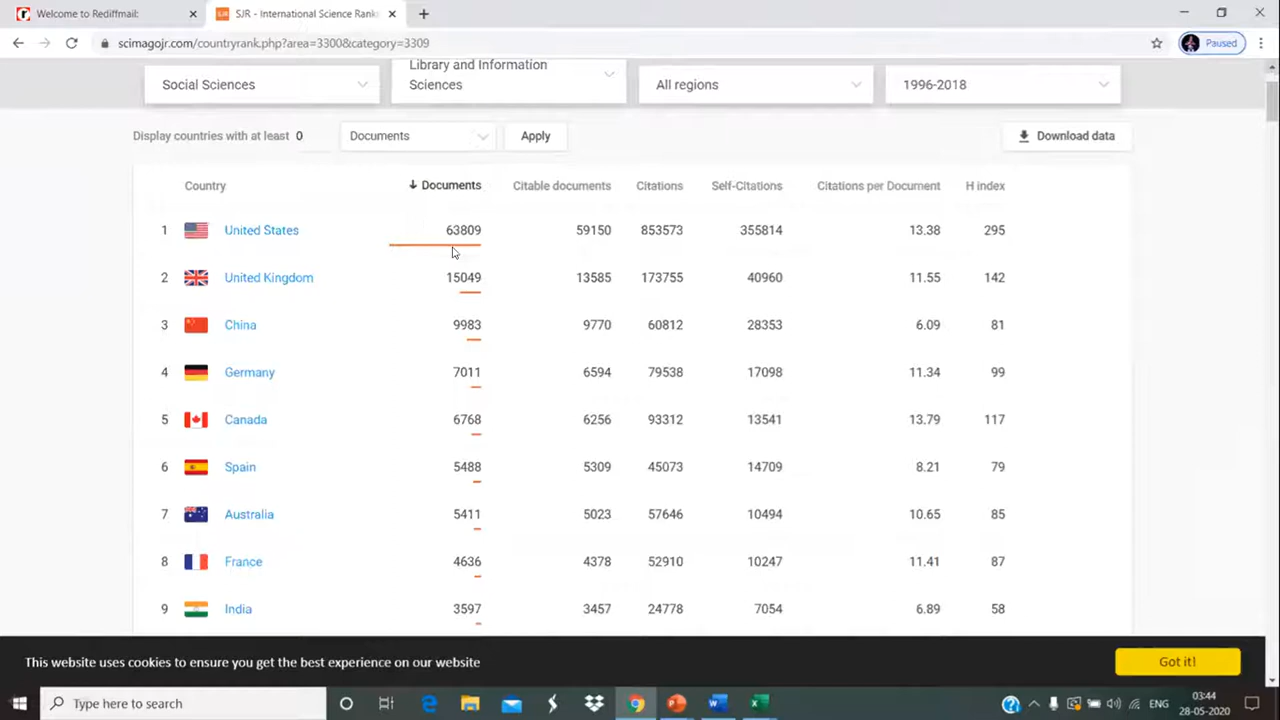 Welcome to Rediffmail:
SJR - International Science Rank
scimagojr.com/countryrank.php?area=3300&category=3309
Paused
Social Sciences
Library and Information
Sciences
All regions
1996-2018
Display countries with at least 0
Documents
Apply
Download data
Country Documents Citable documents Citations Self-Citations Citations per Document H index
1 United States 63809 59150 853573 355814 13.38 295
2 United Kingdom 15049 13585 173755 40960 11.55 142
3 China 9983 9770 60812 28353 6.09 81
4 Germany 7011 6594 79538 17098 11.34 99
5 Canada 6768 6256 93312 13541 13.79 117
6 Spain 5488 5309 45073 14709 8.21 79
7 Australia 5411 5023 57646 10494 10.65 85
8 France 4636 4378 52910 10247 11.41 87
9 India 3597 3457 24778 7054 6.89 58
This website uses cookies to ensure you get the best experience on our website
Got it!
Type here to search
ENG
03:44
28-05-2020